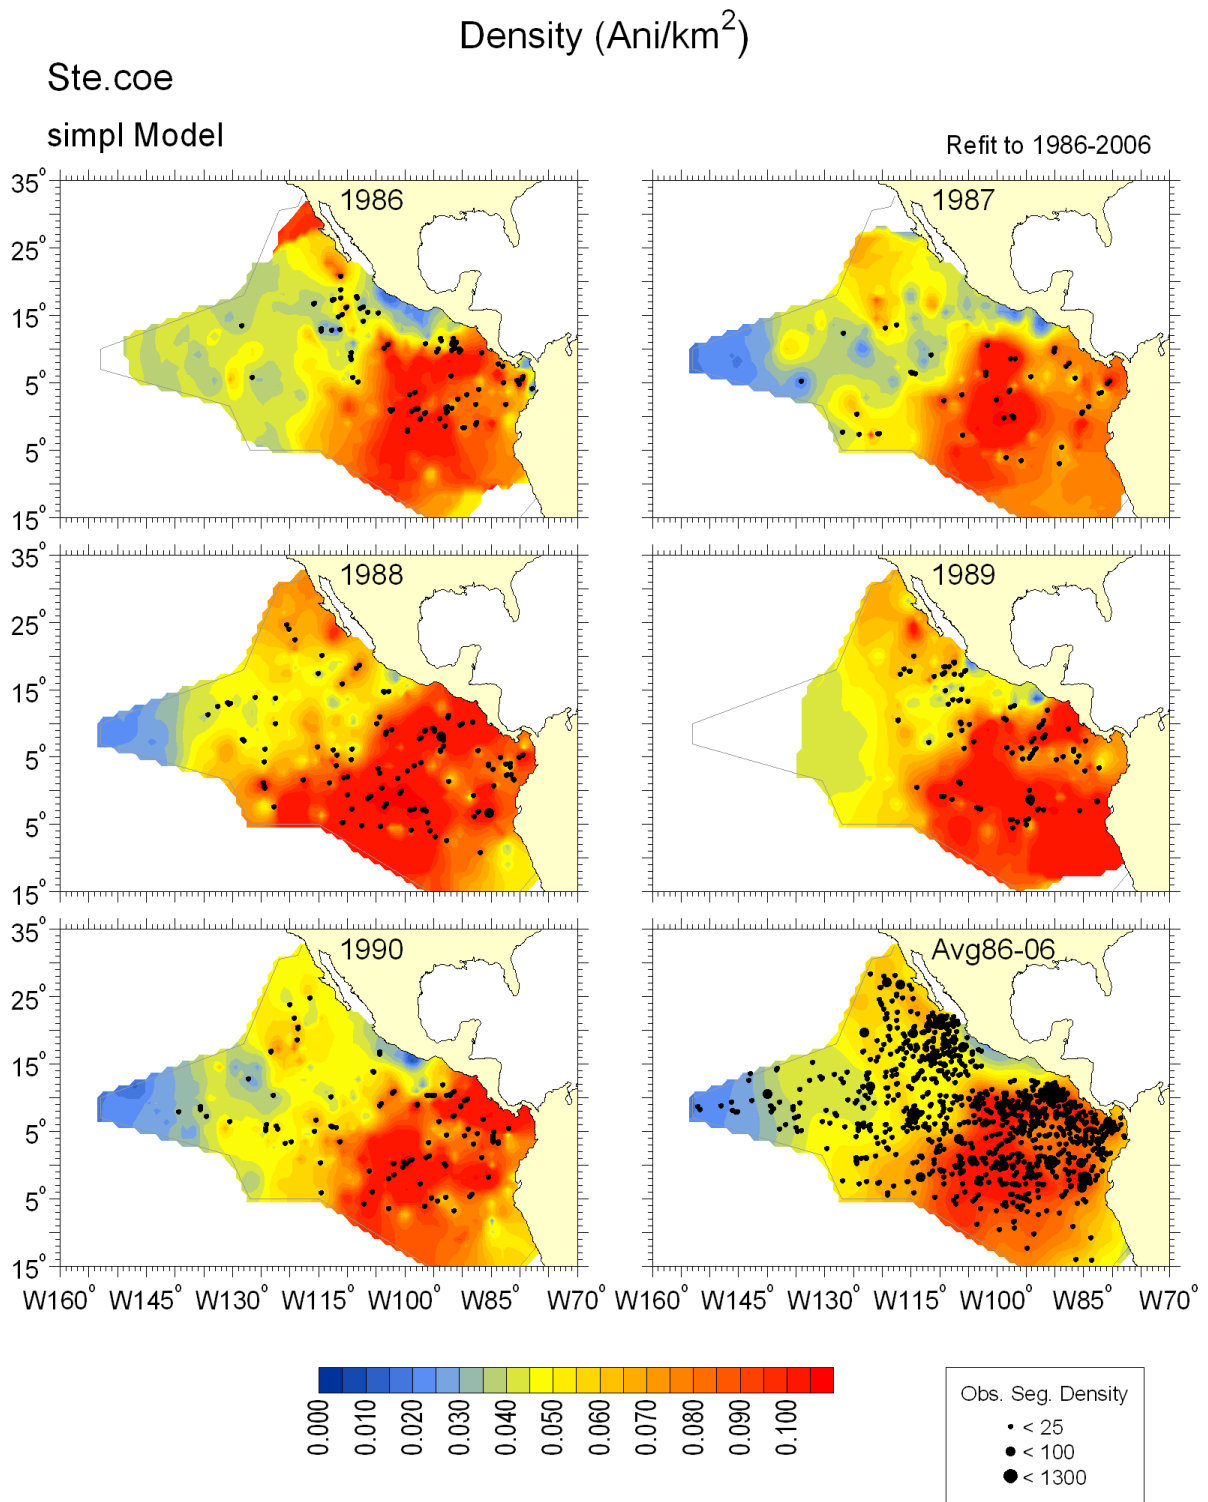 Density (Ani/km²)
Ste.coe
simpl Model
Refit to 1986-2006
1986
35°
25°
15°
5°
5°
15°
1987
1988
35°
25°
15°
5°
5°
15°
1989
1990
35°
25°
15°
5°
5°
15°
Avg86-06
W160° W145° W130° W115° W100° W85° W70°
W160° W145° W130° W115° W100° W85° W70°
0.000 0.010 0.020 0.030 0.040 0.050 0.060 0.070 0.080 0.090 0.100
Obs. Seg. Density
< 25
< 100
< 1300